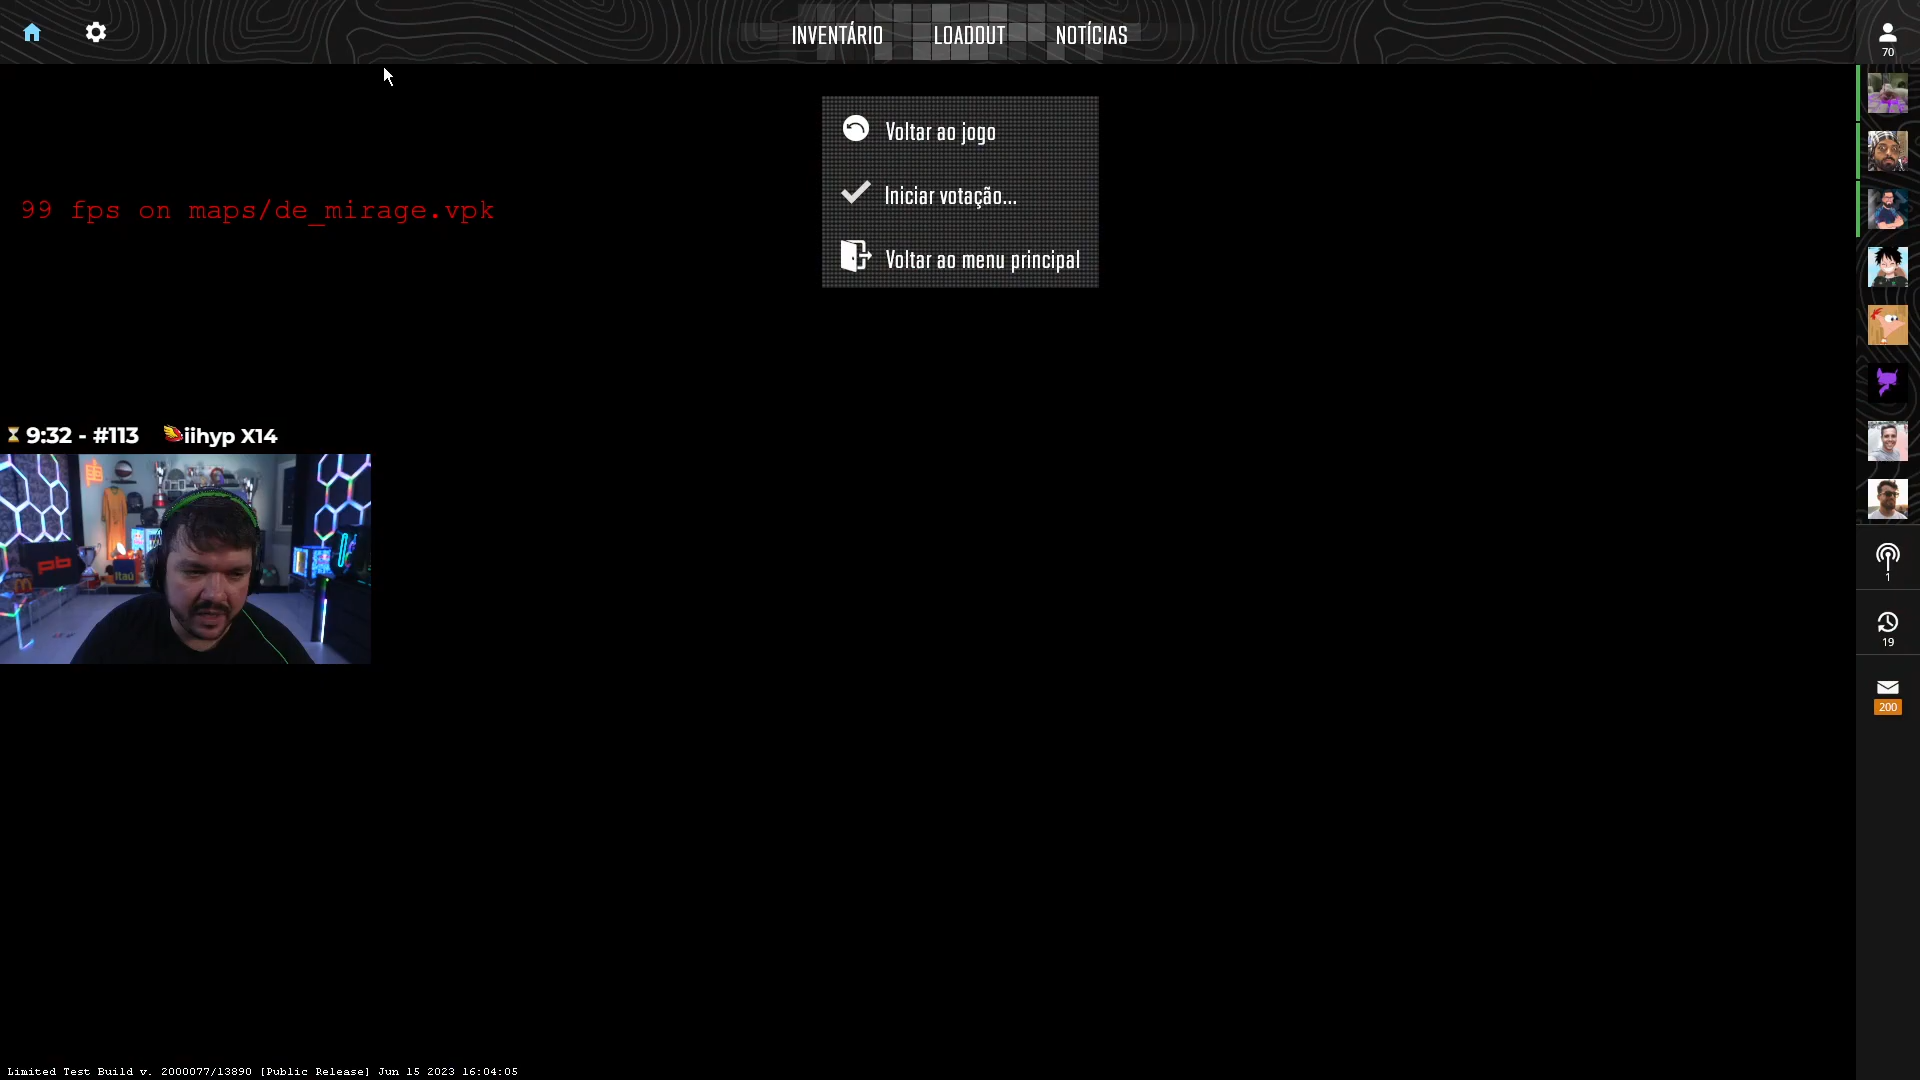 INVENTÁRIO LOADOUT NOTÍCIAS
70
Voltar ao jogo
Iniciar votação...
99 fps on maps/de_mirage.vpk
Voltar ao menu principal
9:32 - #113 iihyp X14
pb
Itaú
1
19
200
Limited Test Build v. 2000077/13890 [Public Release] Jun 15 2023 16:04:05